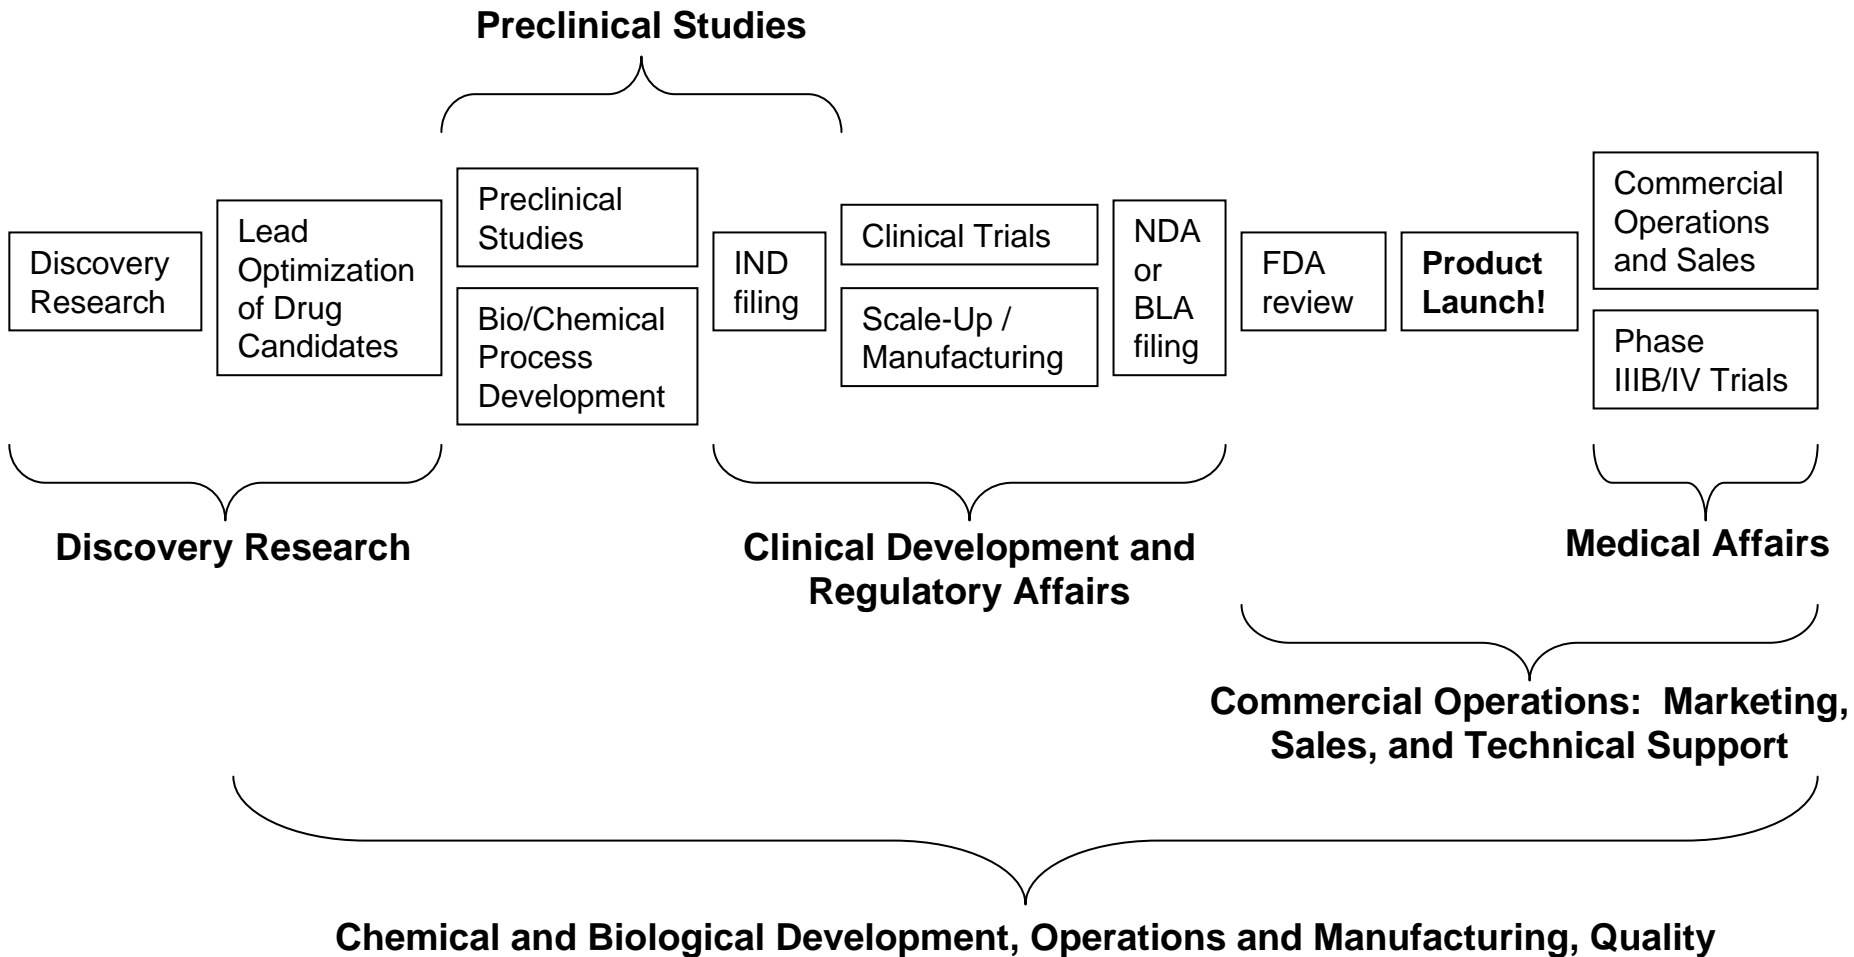 Preclinical Studies
Discovery
Research
Lead
Optimization
of Drug
Candidates
Preclinical
Studies
Bio/Chemical
Process
Development
IND
filing
Clinical Trials
Scale-Up /
Manufacturing
NDA
or
BLA
filing
FDA
review
Product
Launch!
Commercial
Operations
and Sales
Phase
IIIB/IV Trials
Discovery Research
Clinical Development and
Regulatory Affairs
Medical Affairs
Commercial Operations:  Marketing,
Sales, and Technical Support
Chemical and Biological Development, Operations and Manufacturing, Quality